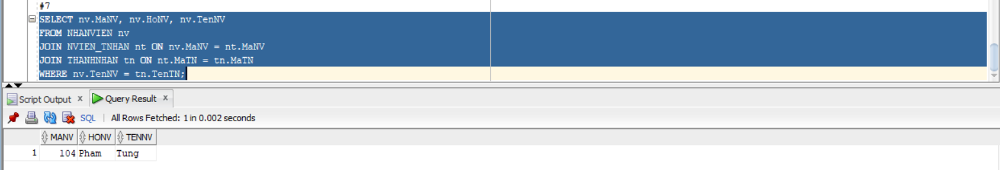 #7
SELECT nv.MaNV, nv.HoNV, nv.TenNV
FROM NHANVIEN nv
JOIN NVIEN_TNHAN nt ON nv.MaNV = nt.MaNV
JOIN THANHNHAN tn ON nt.MaTN = tn.MaTN
WHERE nv.TenNV = tn.TenTN;
Script Output x Query Result x
SQL | All Rows Fetched: 1 in 0.002 seconds
MANV HONV TENNV
1 104 Pham Tung